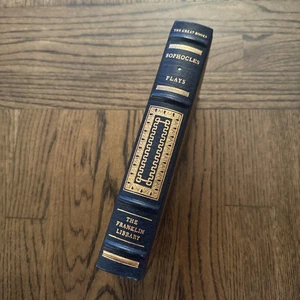 THE GREAT BOOKS
SOPHOCLES
PLAYS
THE
FRANKLIN
LIBRARY